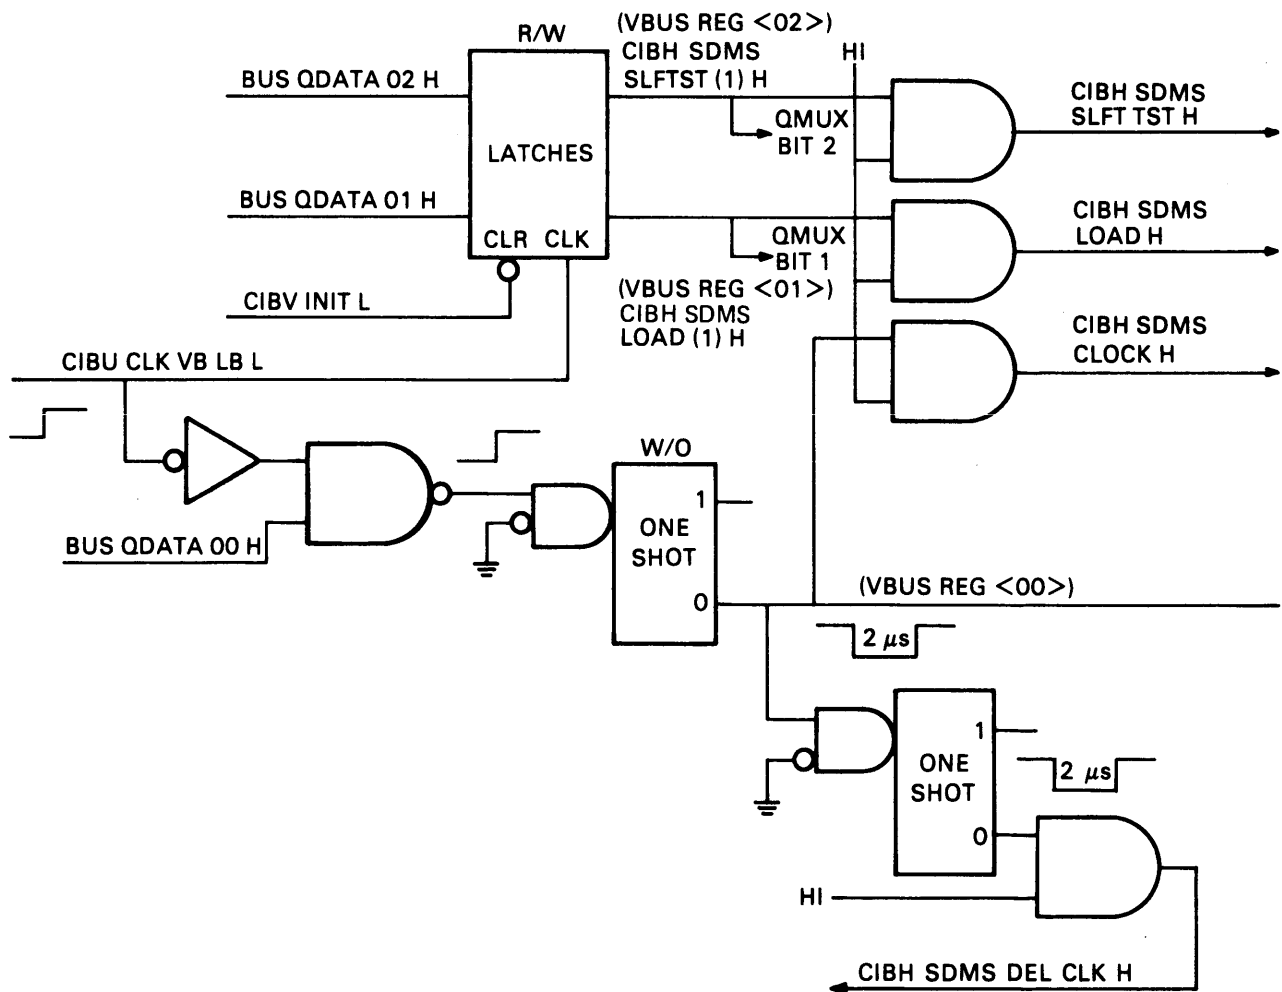 R/W
(VBUS REG <02>)
CIBH SDMS
SLFTST (1) H
HI
BUS QDATA 02 H
QMUX
BIT 2
CIBH SDMS
SLFT TST H
LATCHES
BUS QDATA 01 H
CLR CLK
QMUX
BIT 1
CIBH SDMS
LOAD H
CIBV INIT L
(VBUS REG <01>)
CIBH SDMS
LOAD (1) H
CIBH SDMS
CLOCK H
CIBU CLK VB LB L
W/O
1
ONE
SHOT
0
BUS QDATA 00 H
(VBUS REG <00>)
2 μs
1
ONE
SHOT
0
2 μs
HI
CIBH SDMS DEL CLK H